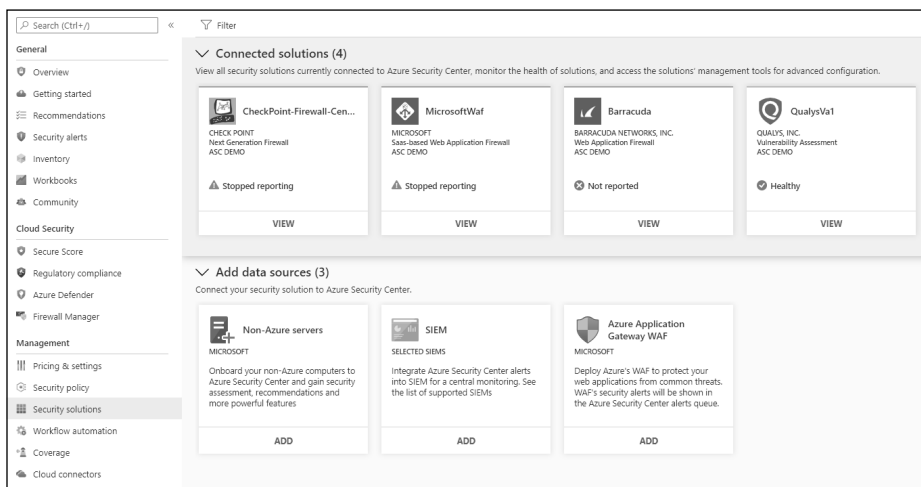 Search (Ctrl+/)
«
Filter
General
Overview
Getting started
Recommendations
Security alerts
Inventory
Workbooks
Community
Cloud Security
Secure Score
Regulatory compliance
Azure Defender
Firewall Manager
Management
Pricing & settings
Security policy
Security solutions
Workflow automation
Coverage
Cloud connectors
Connected solutions (4)
View all security solutions currently connected to Azure Security Center, monitor the health of solutions, and access the solutions' management tools for advanced configuration.
CheckPoint-Firewall-Cen...
CHECK POINT
Next Generation Firewall
ASC DEMO
Stopped reporting
VIEW
MicrosoftWaf
MICROSOFT
Saas-based Web Application Firewall
ASC DEMO
Stopped reporting
VIEW
Barracuda
BARRACUDA NETWORKS, INC.
Web Application Firewall
ASC DEMO
Not reported
VIEW
QualysVa1
QUALYS, INC.
Vulnerability Assessment
ASC DEMO
Healthy
VIEW
Add data sources (3)
Connect your security solution to Azure Security Center.
Non-Azure servers
MICROSOFT
Onboard your non-Azure computers to
Azure Security Center and gain security
assessment, recommendations and
more powerful features
ADD
SIEM
SELECTED SIEMS
Integrate Azure Security Center alerts
into SIEM for a central monitoring. See
the list of supported SIEMs
ADD
Azure Application
Gateway WAF
MICROSOFT
Deploy Azure's WAF to protect your
web applications from common threats.
WAF's security alerts will be shown in
the Azure Security Center alerts queue.
ADD